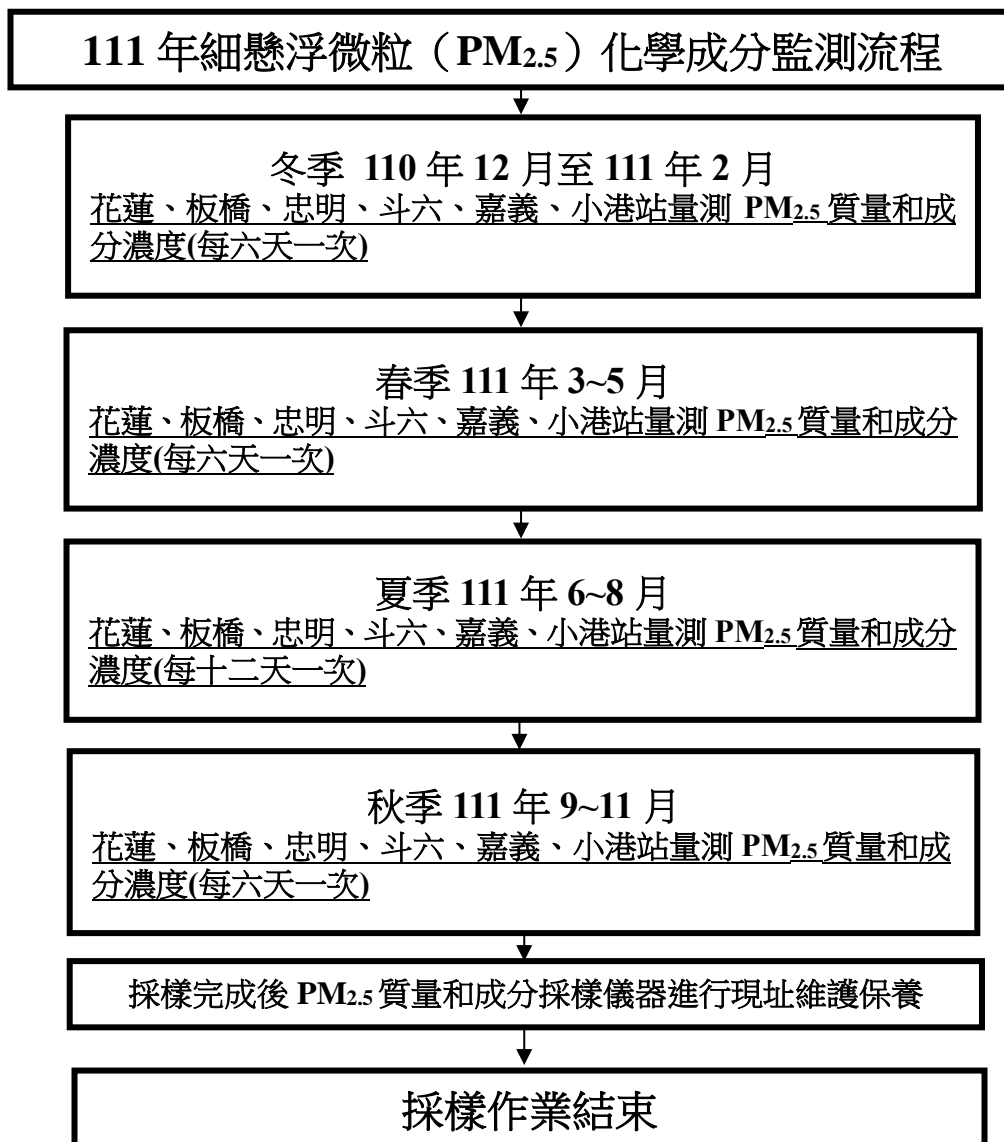 111 年細懸浮微粒（PM2.5）化學成分監測流程
冬季 110 年 12 月至 111 年 2 月
花蓮、板橋、忠明、斗六、嘉義、小港站量測 PM2.5 質量和成
分濃度(每六天一次)
春季 111 年 3~5 月
花蓮、板橋、忠明、斗六、嘉義、小港站量測 PM2.5 質量和成分
濃度(每六天一次)
夏季 111 年 6~8 月
花蓮、板橋、忠明、斗六、嘉義、小港站量測 PM2.5 質量和成分
濃度(每十二天一次)
秋季 111 年 9~11 月
花蓮、板橋、忠明、斗六、嘉義、小港站量測 PM2.5 質量和成
分濃度(每六天一次)
採樣完成後 PM2.5 質量和成分採樣儀器進行現址維護保養
採樣作業結束